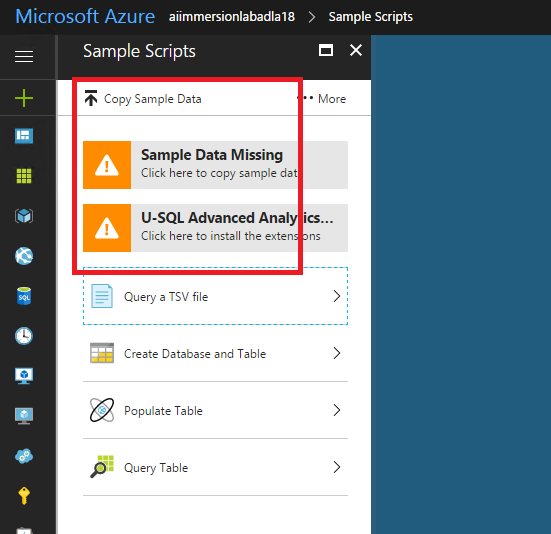 Microsoft Azure aiimmersionlabadla18 > Sample Scripts
Sample Scripts
Copy Sample Data ••• More
Sample Data Missing
Click here to copy sample dat
U-SQL Advanced Analytics...
Click here to install the extensions
Query a TSV file
Create Database and Table
SQL
Populate Table
Query Table